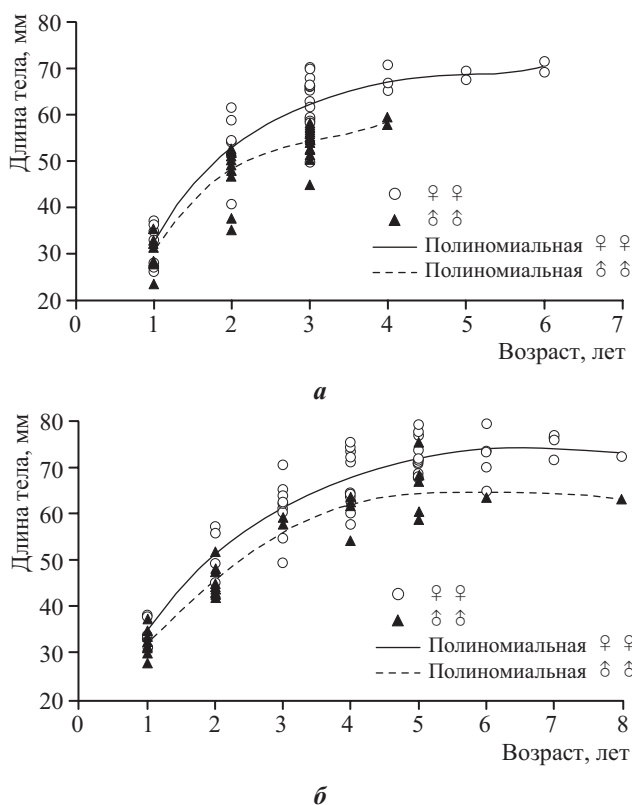 Длина тела, мм
80
70
60
50
40
30
20
0 1 2 3 4 5 6 7
♀ ♀
♂ ♂
Полиномиальная ♀ ♀
Полиномиальная ♂ ♂
Возраст, лет
а
Длина тела, мм
80
70
60
50
40
30
20
0 1 2 3 4 5 6 7 8
♀ ♀
♂ ♂
Полиномиальная ♀ ♀
Полиномиальная ♂ ♂
Возраст, лет
б